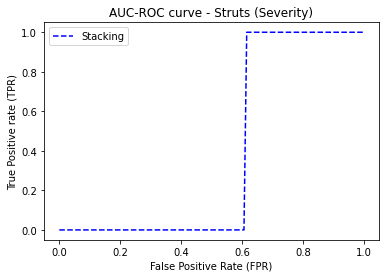 AUC-ROC curve - Struts (Severity)
Stacking
True Positive rate (TPR)
1.0
0.8
0.6
0.4
0.2
0.0
0.0 0.2 0.4 0.6 0.8 1.0
False Positive Rate (FPR)